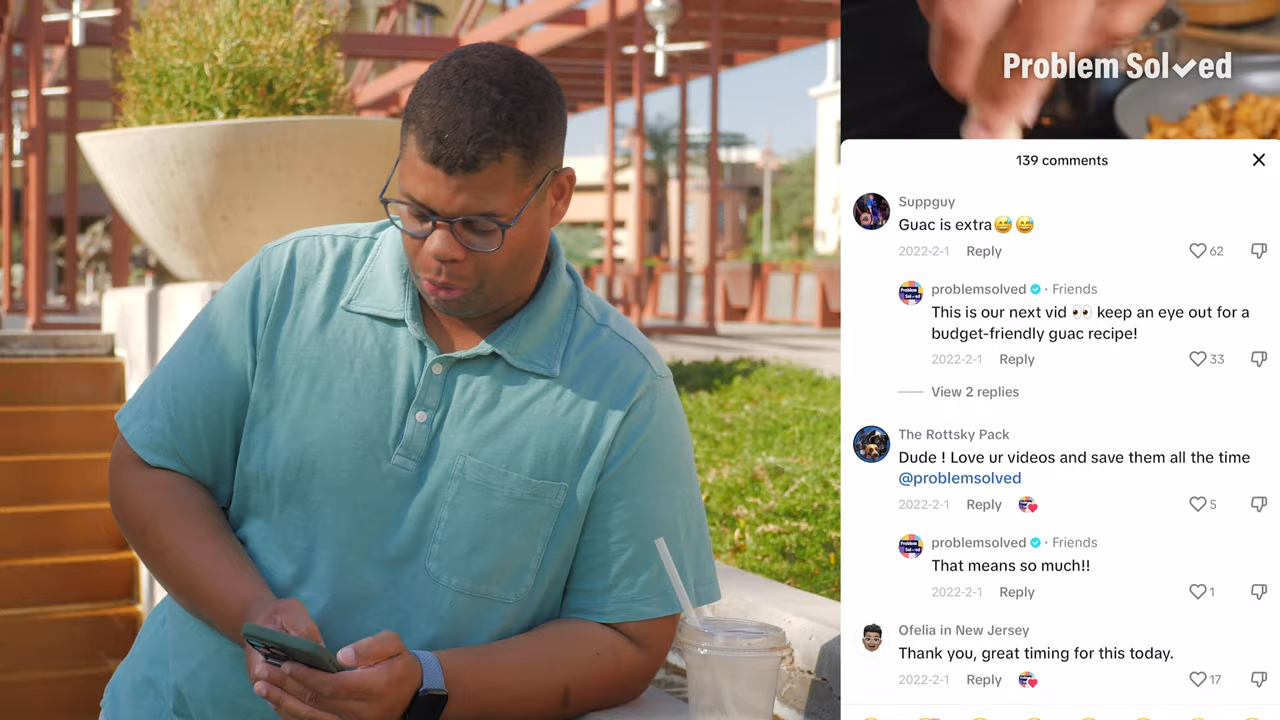 Problem Solved
139 comments
Suppguy
Guac is extra😅😅
2022-2-1 Reply 62
problemsolved · Friends
This is our next vid 👀 keep an eye out for a
budget-friendly guac recipe!
2022-2-1 Reply 33
View 2 replies
The Rottsky Pack
Dude ! Love ur videos and save them all the time
@problemsolved
2022-2-1 Reply 5
problemsolved · Friends
That means so much!!
2022-2-1 Reply 1
Ofelia in New Jersey
Thank you, great timing for this today.
2022-2-1 Reply 17